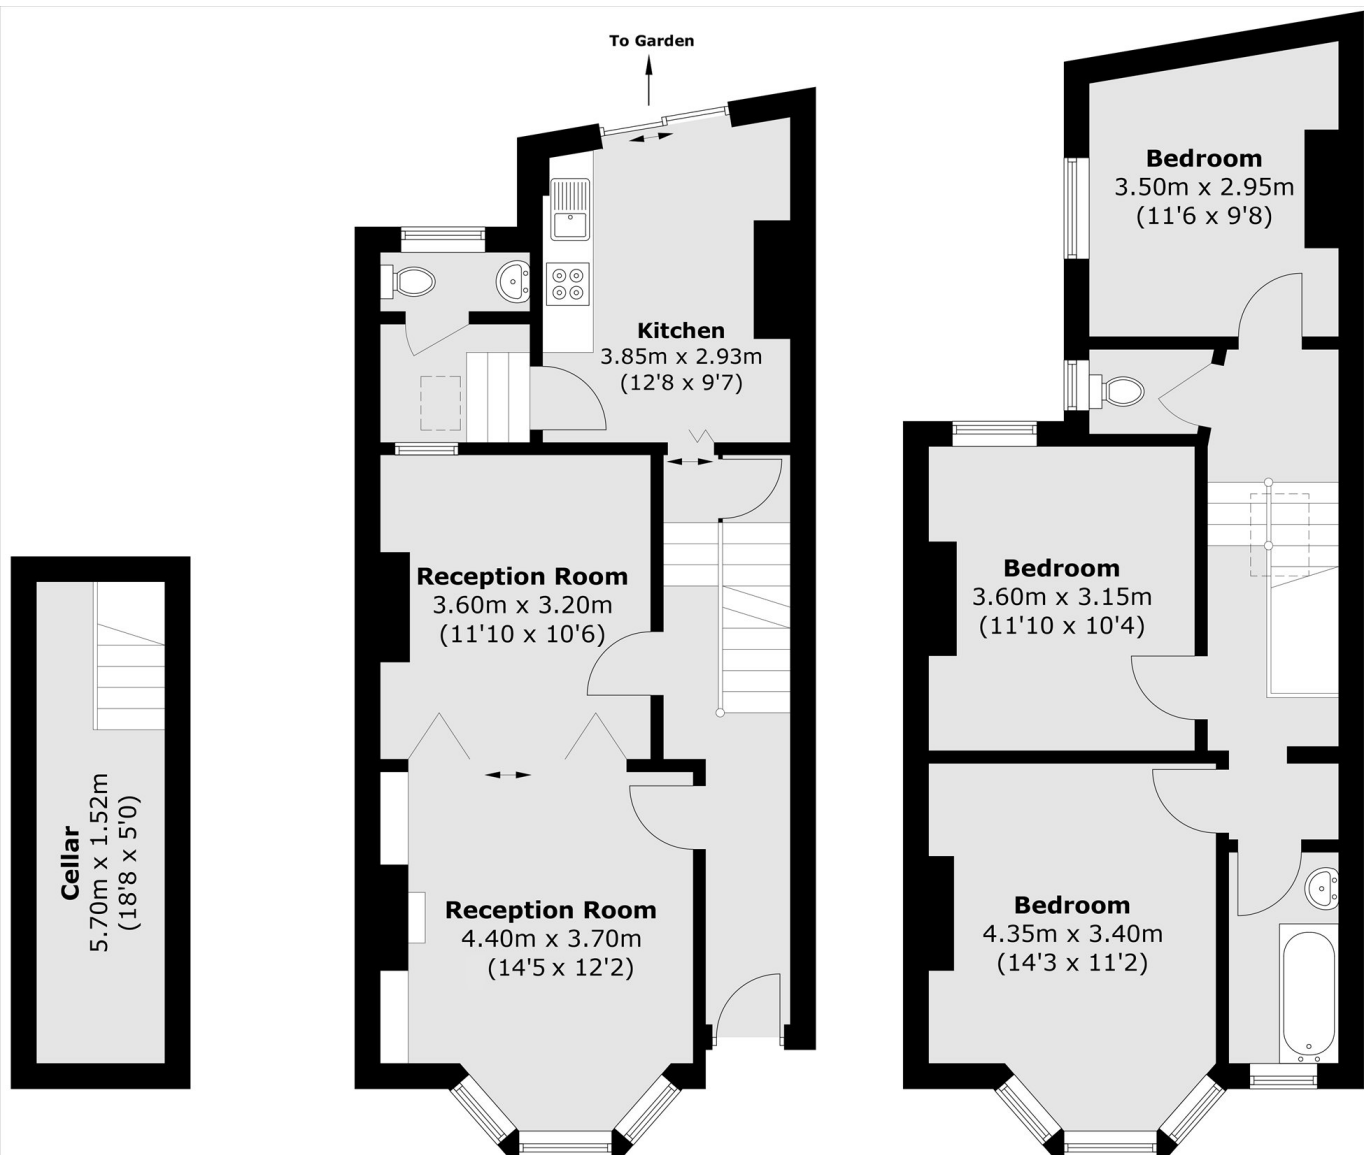 To Garden
Kitchen
3.85m x 2.93m
(12'8 x 9'7)
Reception Room
3.60m x 3.20m
(11'10 x 10'6)
Reception Room
4.40m x 3.70m
(14'5 x 12'2)
Cellar
5.70m x 1.52m
(18'8 x 5'0)
Bedroom
3.50m x 2.95m
(11'6 x 9'8)
Bedroom
3.60m x 3.15m
(11'10 x 10'4)
Bedroom
4.35m x 3.40m
(14'3 x 11'2)